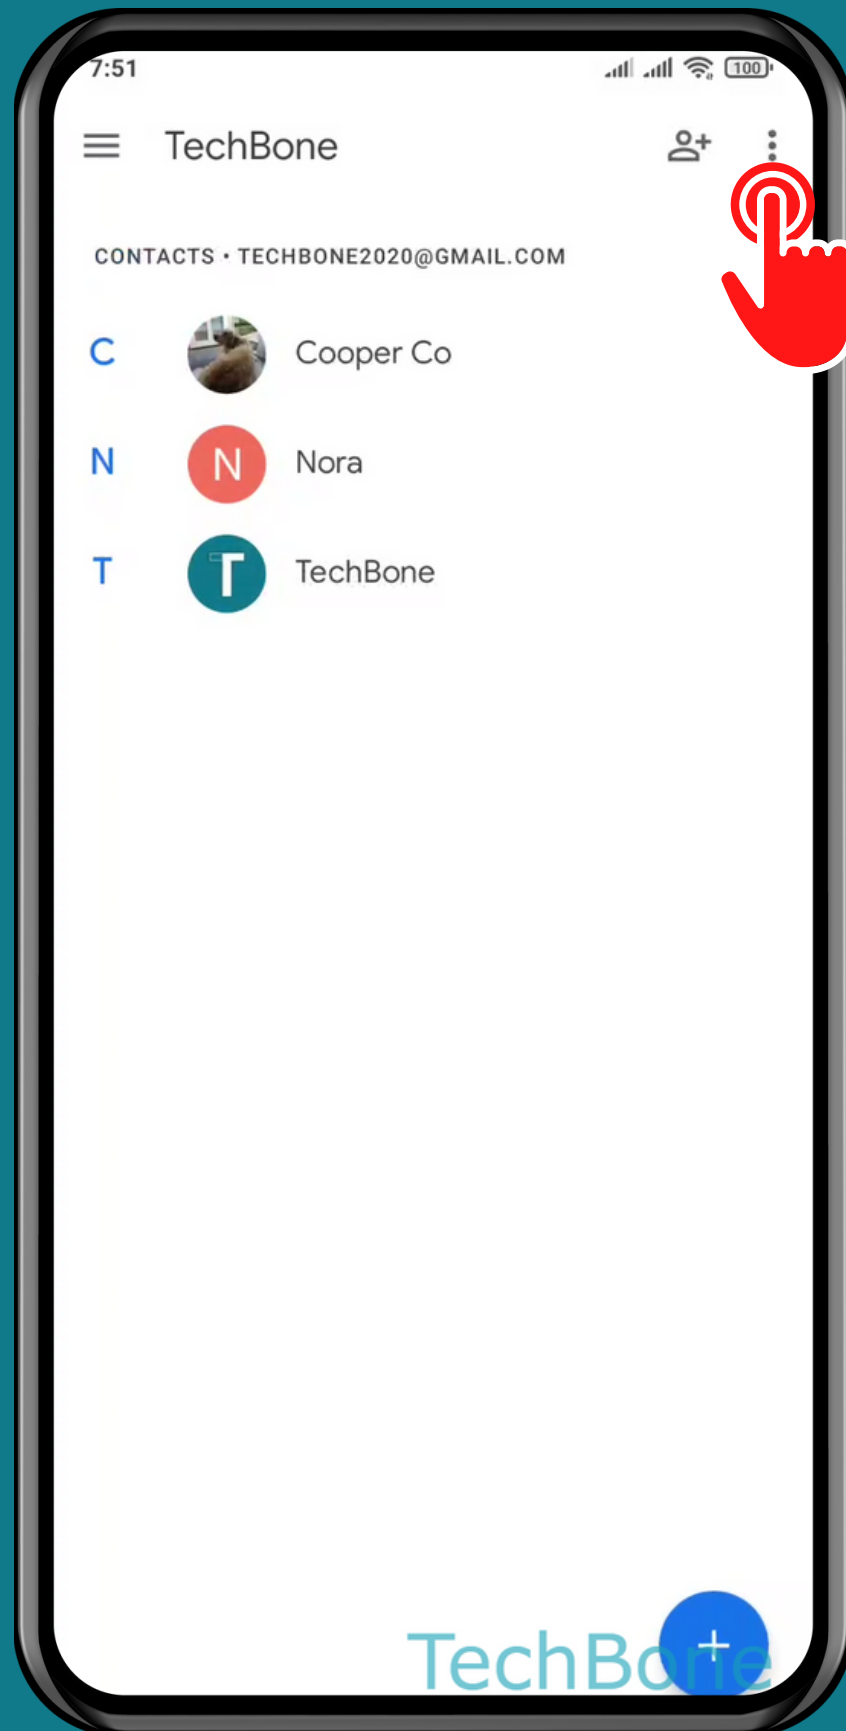 7:51 100
TechBone
CONTACTS • TECHBONE2020@GMAIL.COM
C Cooper Co
N N Nora
T T TechBone
TechBone